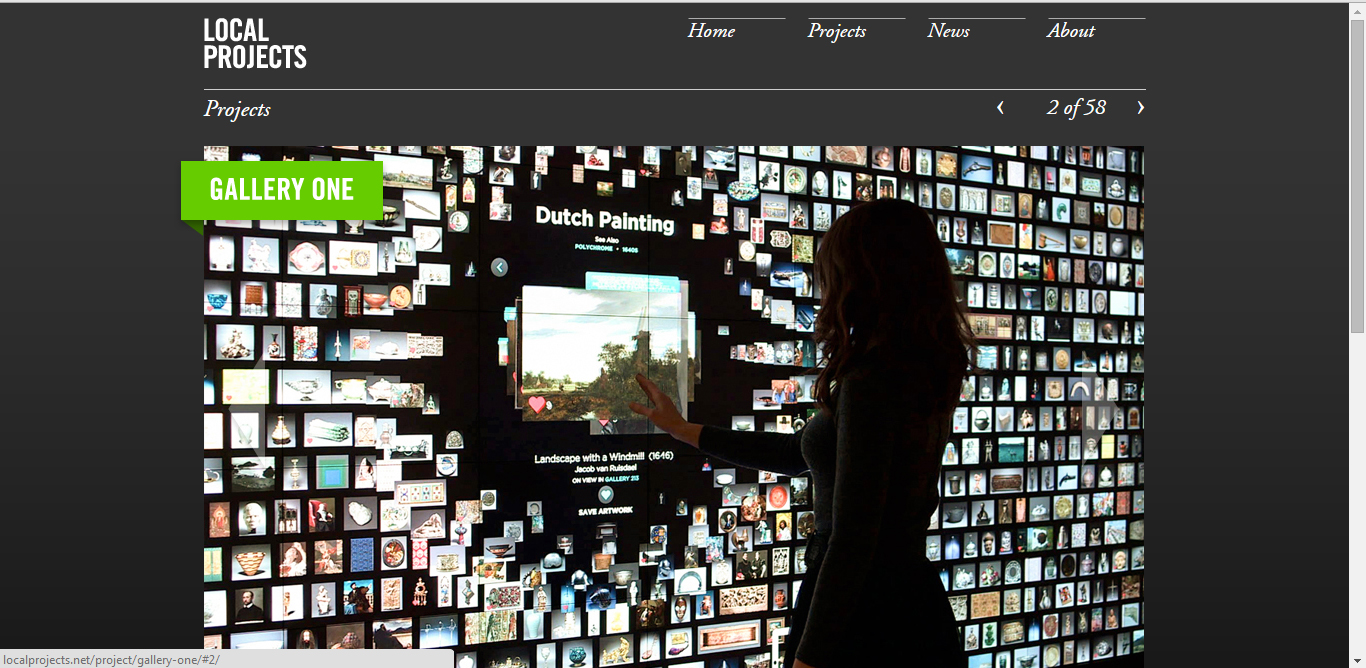 LOCAL
PROJECTS
Home
Projects
News
About
Projects
2 of 58
GALLERY ONE
Dutch Painting
See Also
POLYCHROME • 1640S
Landscape with a Windmill (1646)
Jacob van Ruisdael
ON VIEW IN GALLERY 213
SAVE ARTWORK
localprojects.net/project/gallery-one/#2/